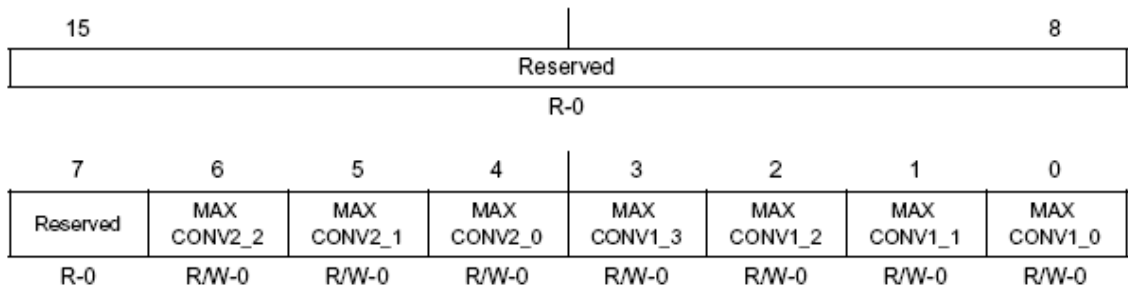 15 8
Reserved
R-0
7 6 5 4 3 2 1 0
Reserved MAX CONV2_2 MAX CONV2_1 MAX CONV2_0 MAX CONV1_3 MAX CONV1_2 MAX CONV1_1 MAX CONV1_0
R-0 R/W-0 R/W-0 R/W-0 R/W-0 R/W-0 R/W-0 R/W-0